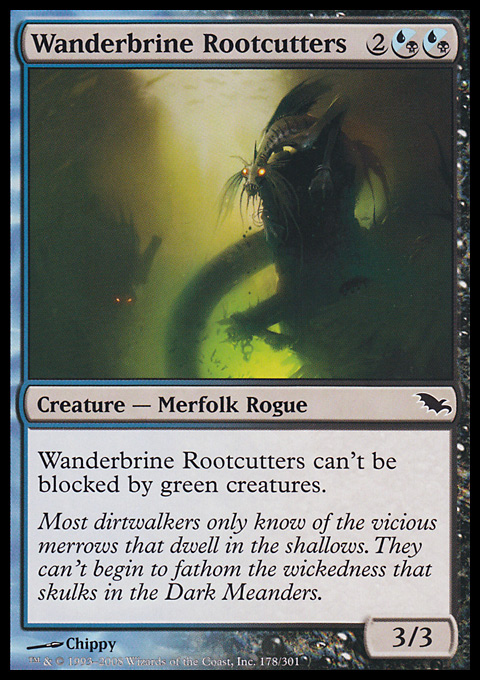 Wanderbrine Rootcutters 2
Creature — Merfolk Rogue
Wanderbrine Rootcutters can't be
blocked by green creatures.
Most dirtwalkers only know of the vicious
merrows that dwell in the shallows. They
can't begin to fathom the wickedness that
skulks in the Dark Meanders.
3/3
Chippy
™ & © 1993–2008 Wizards of the Coast, Inc. 178/301